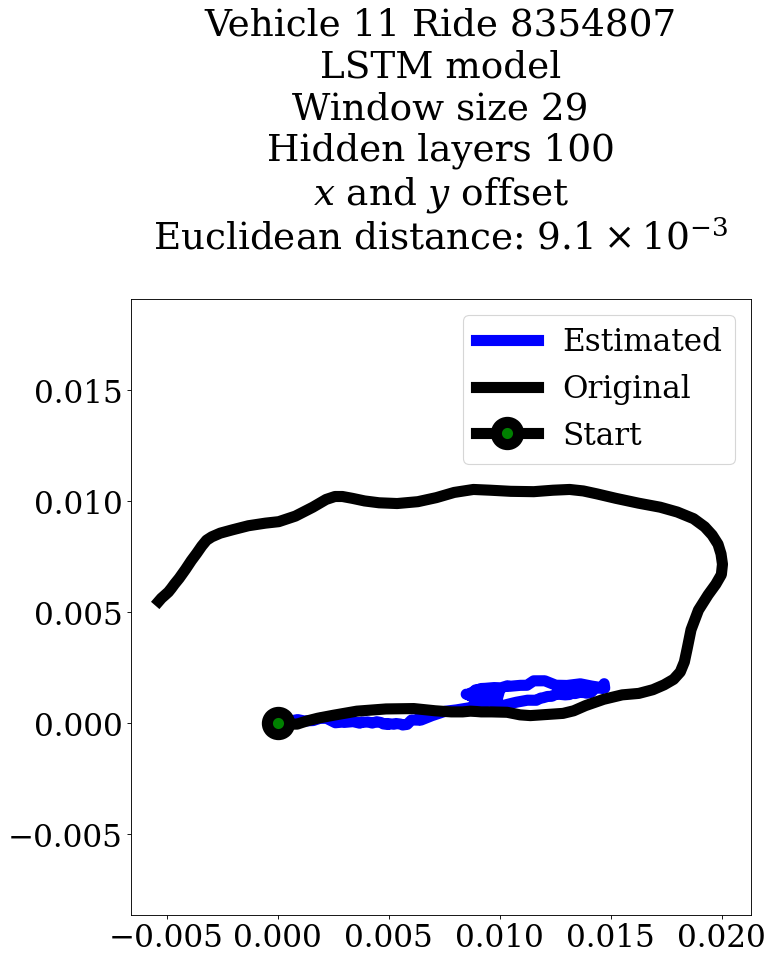 Vehicle 11 Ride 8354807
LSTM model
Window size 29
Hidden layers 100
x and y offset
Euclidean distance: 9.1 × 10⁻³
Estimated
Original
Start
0.015
0.010
0.005
0.000
−0.005
−0.005 0.000 0.005 0.010 0.015 0.020